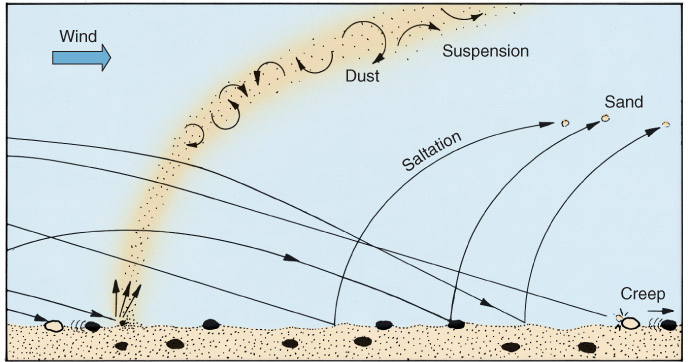 Wind
Suspension
Dust
Sand
Saltation
Creep